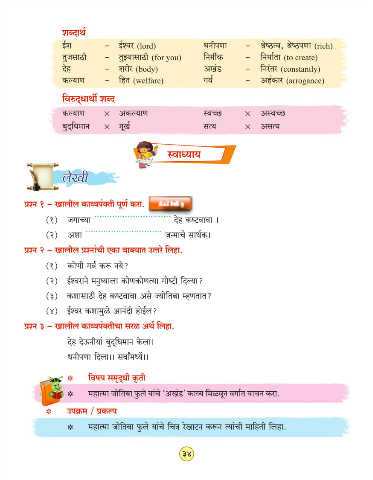 शब्दार्थ
ईश - ईश्वर (lord) धनीपणा - श्रेष्ठत्व, श्रेष्ठपणा (rich)
तुजसाठी - तुझ्यासाठी (for you) निर्मीक - निर्माता (to create)
देह - शरीर (body) अखंड - निरंतर (constantly)
कल्याण - हित (welfare) गर्व - अहंकार (arrogance)
विरुद्धार्थी शब्द
कल्याण × अकल्याण स्वच्छ × अस्वच्छ
बुद्धिमान × मूर्ख सत्य × असत्य
स्वाध्याय
लेखी
प्रश्न १ – खालील काव्यपंक्ती पूर्ण करा.
(१) जगाच्या .............................. देह कष्टवावा ।
(२) अशा .............................. जन्माचे सार्थक।
प्रश्न २ – खालील प्रश्नांची एका वाक्यात उत्तरे लिहा.
(१) कोणी गर्व करू नये?
(२) ईश्वराने मनुष्याला कोणकोणत्या गोष्टी दिल्या?
(३) कशासाठी देह कष्टवावा असे ज्योतिबा म्हणतात?
(४) ईश्वर कशामुळे आनंदी होईल?
प्रश्न ३ – खालील काव्यपंक्तीचा सरळ अर्थ लिहा.
देह देऊनीयां बुद्धिमान केला।
धनीपणा दिला।। सर्वांमध्यें।।
विषय समृद्धी कृती
महात्मा जोतिबा फुले यांचे 'अखंड' काव्य मिळवून वर्गात वाचन करा.
उपक्रम / प्रकल्प
महात्मा जोतिबा फुले यांचे चित्र रेखाटन करून त्यांची माहिती लिहा.
३४